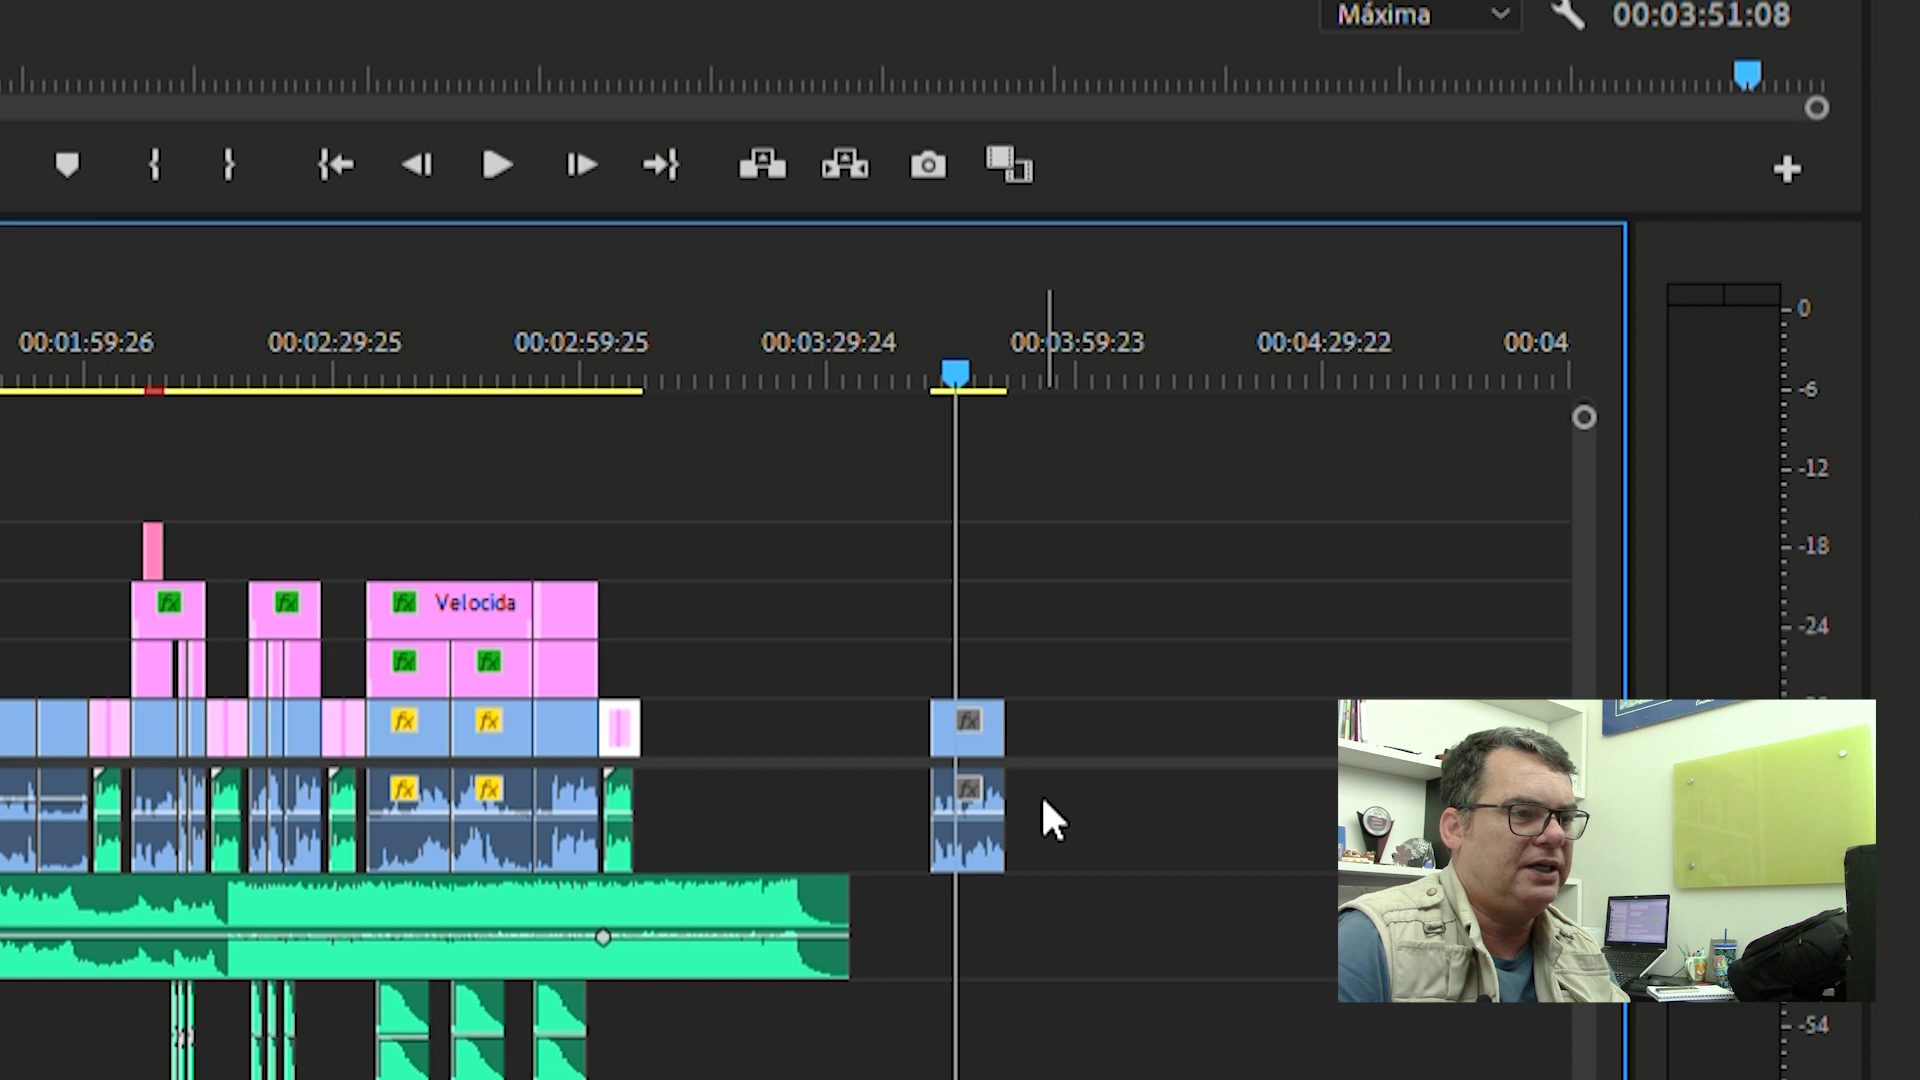 Máxima
00:03:51:08
00:01:59:26
00:02:29:25
00:02:59:25
00:03:29:24
00:03:59:23
00:04:29:22
00:04
0
-6
-12
-18
-24
-54
fx
fx
fx Velocida
fx
fx
fx
fx
fx
fx
fx
fx